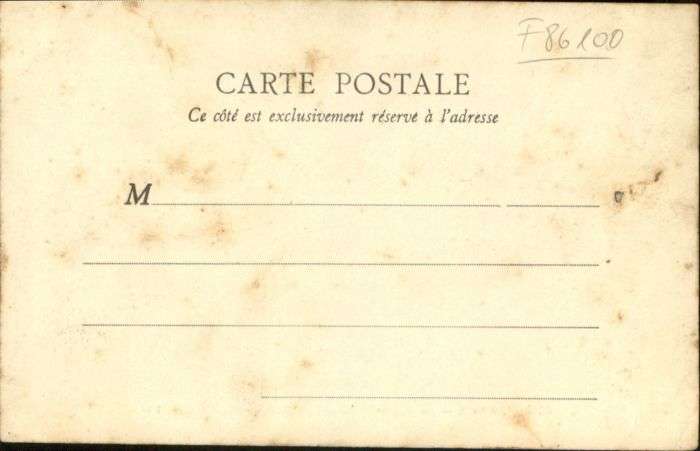 F86100
CARTE POSTALE
Ce côté est exclusivement réservé à l'adresse
M